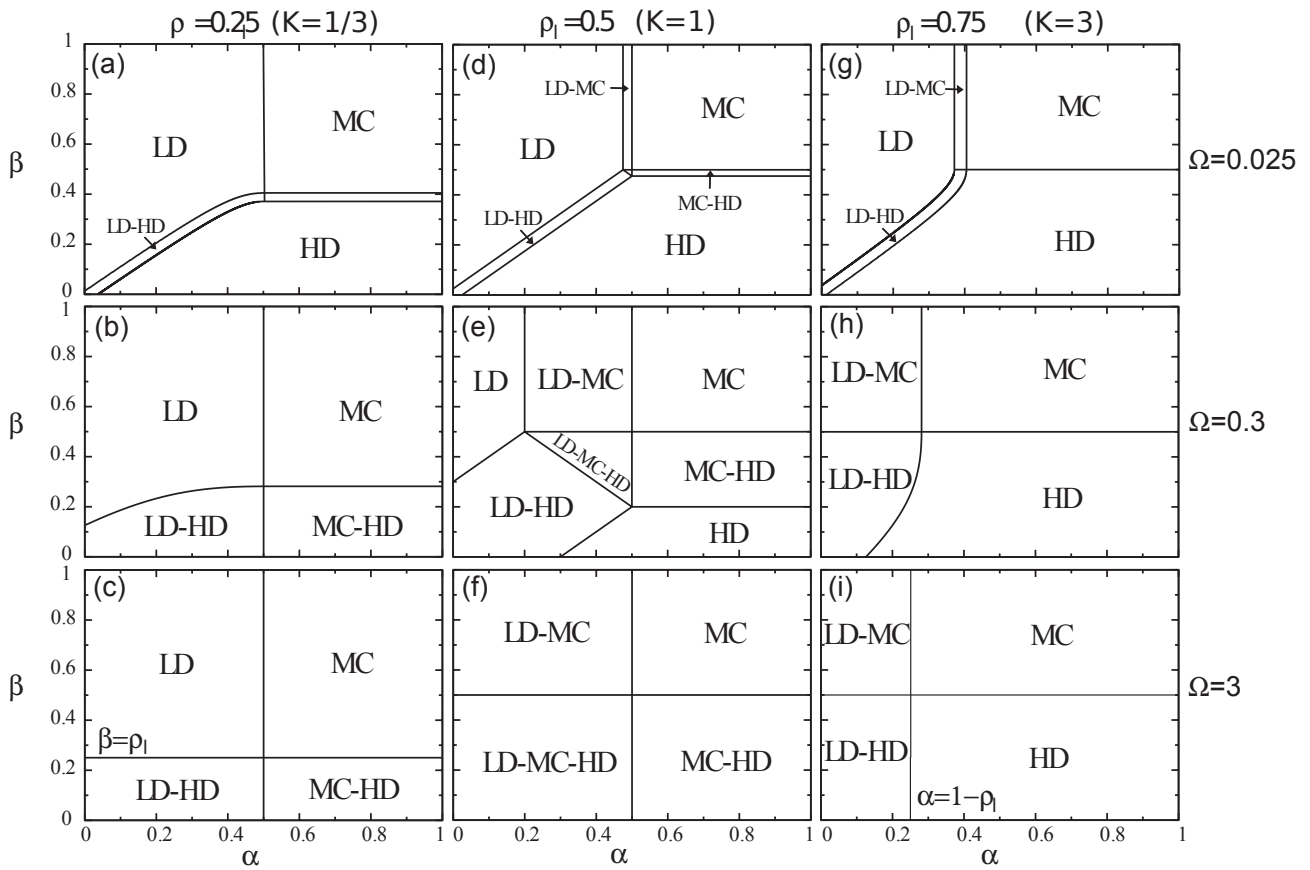 ρ =0.25 (K=1/3) ρl=0.5 (K=1) ρl=0.75 (K=3)
(a) LD MC LD-HD HD
(d) LD-MC MC LD LD-HD MC-HD HD
(g) LD-MC MC LD LD-HD HD
β 0 0.2 0.4 0.6 0.8 1
Ω=0.025
(b) LD MC LD-HD MC-HD
(e) LD LD-MC MC LD-MC-HD MC-HD LD-HD HD
(h) LD-MC MC LD-HD HD
β 0 0.2 0.4 0.6 0.8 1
Ω=0.3
(c) LD MC β=ρl LD-HD MC-HD
(f) LD-MC MC LD-MC-HD MC-HD
(i) LD-MC MC LD-HD HD α=1−ρl
β 0 0.2 0.4 0.6 0.8 1
Ω=3
0 0.2 0.4 0.6 0.8 1 0 0.2 0.4 0.6 0.8 1 0 0.2 0.4 0.6 0.8 1
α α α